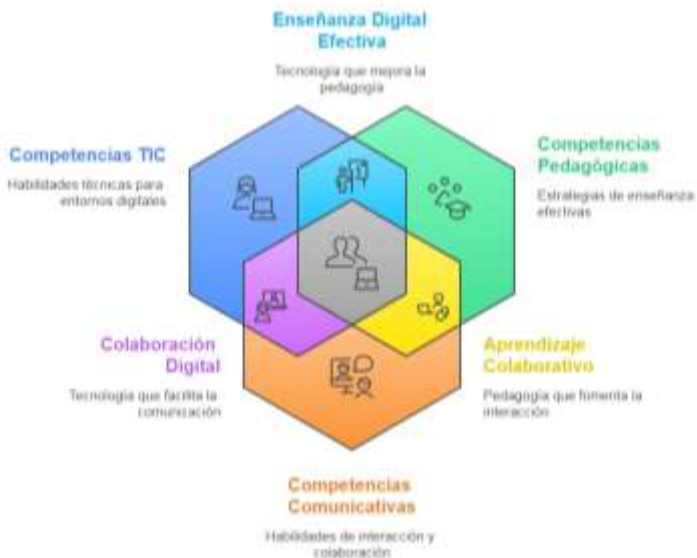 Enseñanza Digital
Efectiva
Tecnología que mejora la
pedagogía
Competencias TIC
Habilidades técnicas para
entornos digitales
Competencias
Pedagógicas
Estrategias de enseñanza
efectivas
Colaboración
Digital
Tecnología que facilita la
comunicación
Aprendizaje
Colaborativo
Pedagogía que fomenta la
interacción
Competencias
Comunicativas
Habilidades de interacción y
colaboración